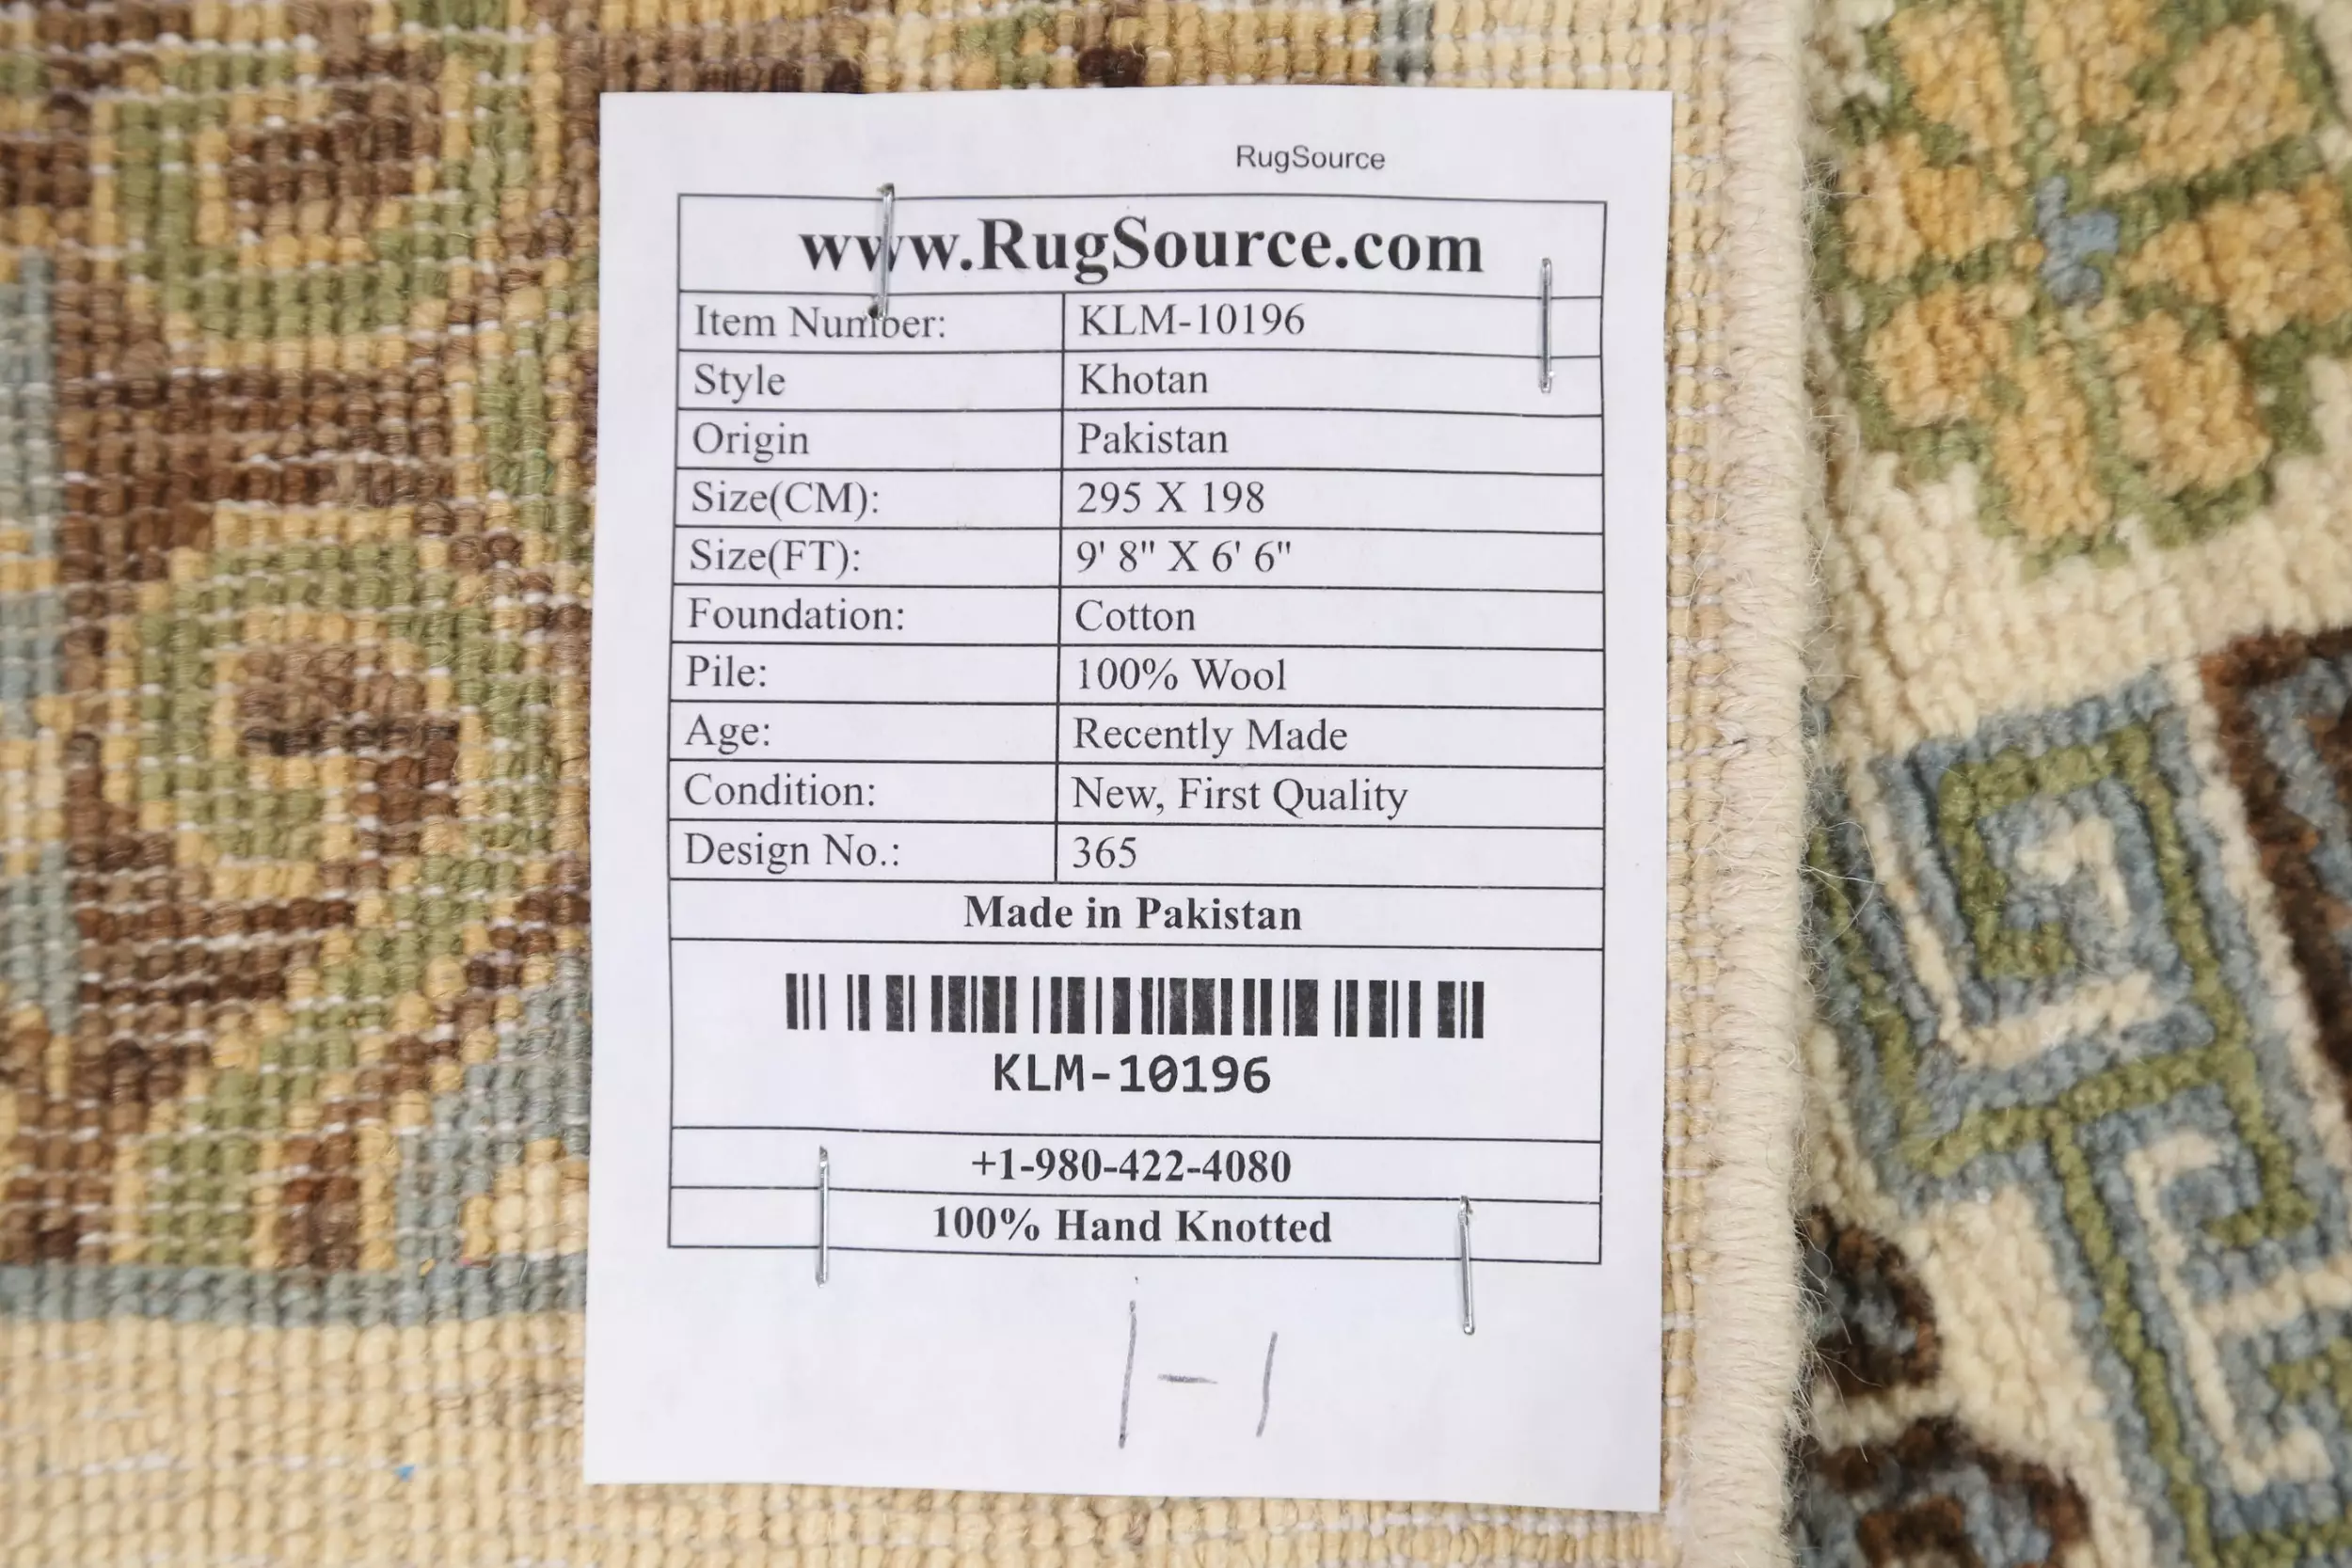 RugSource
www.RugSource.com
Item Number: KLM-10196
Style Khotan
Origin Pakistan
Size(CM): 295 X 198
Size(FT): 9' 8" X 6' 6"
Foundation: Cotton
Pile: 100% Wool
Age: Recently Made
Condition: New, First Quality
Design No.: 365
Made in Pakistan
KLM-10196
+1-980-422-4080
100% Hand Knotted
1-1